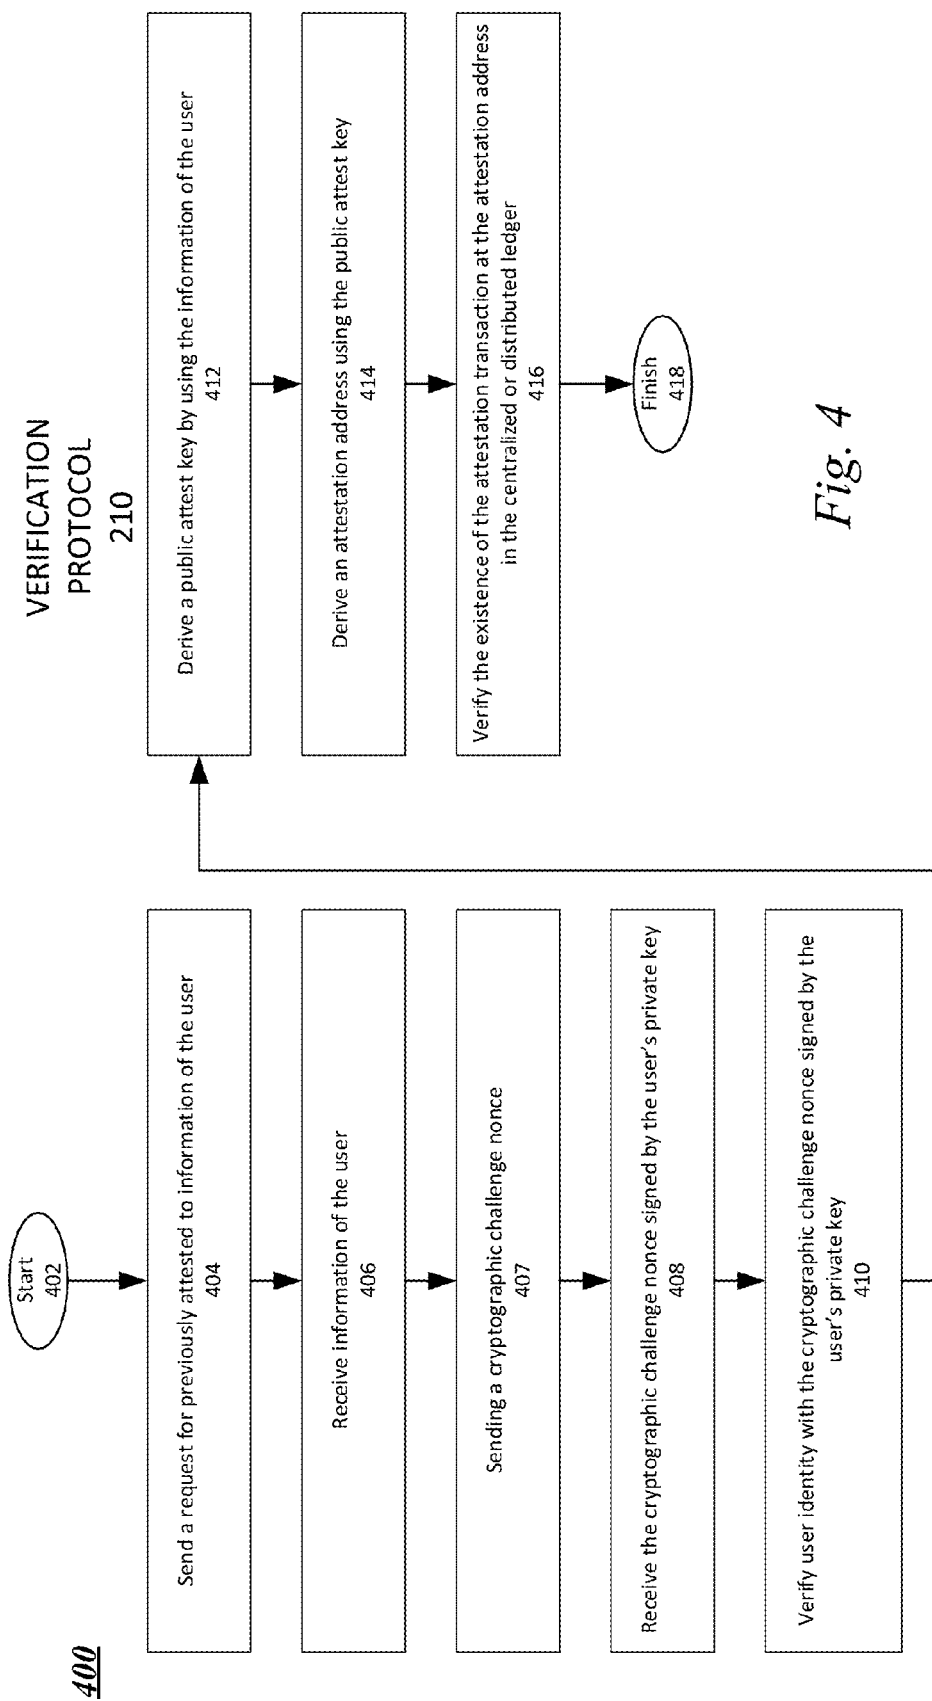 400
VERIFICATION
PROTOCOL
210
Start
402
Send a request for previously attested to information of the user
404
Receive information of the user
406
Sending a cryptographic challenge nonce
407
Receive the cryptographic challenge nonce signed by the user's private key
408
Verify user identity with the cryptographic challenge nonce signed by the
user's private key
410
Derive a public attest key by using the information of the user
412
Derive an attestation address using the public attest key
414
Verify the existence of the attestation transaction at the attestation address
in the centralized or distributed ledger
416
Finish
418
Fig. 4